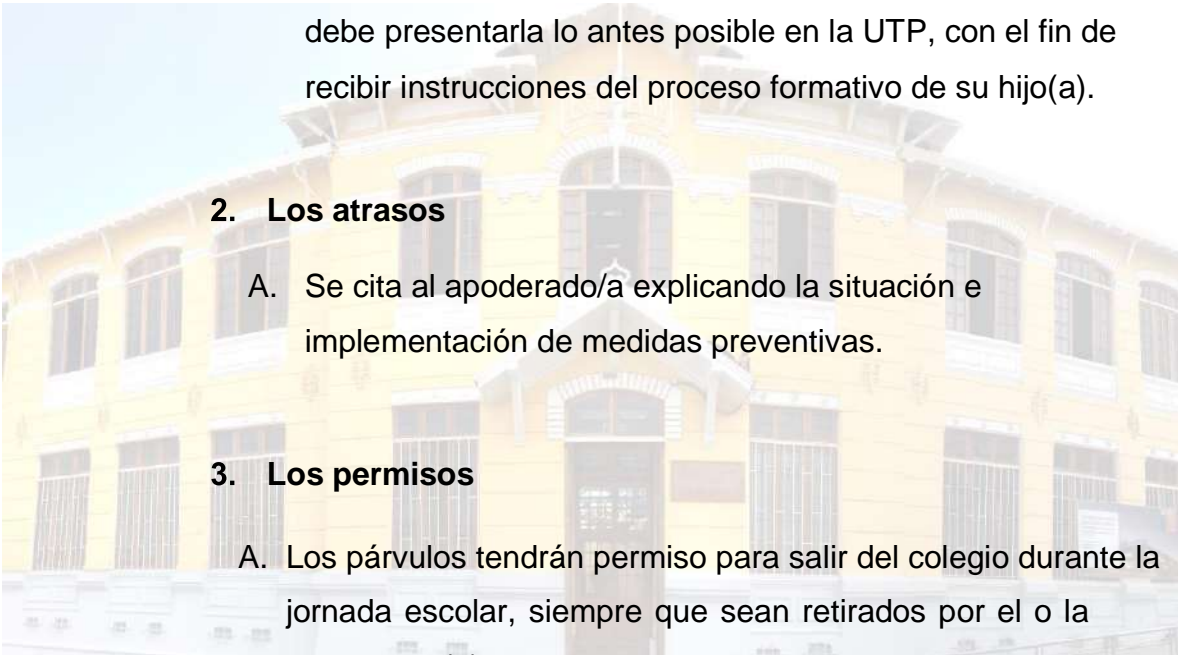 debe presentarla lo antes posible en la UTP, con el fin de
recibir instrucciones del proceso formativo de su hijo(a).
2. Los atrasos
A. Se cita al apoderado/a explicando la situación e
implementación de medidas preventivas.
3. Los permisos
A. Los párvulos tendrán permiso para salir del colegio durante la
jornada escolar, siempre que sean retirados por el o la